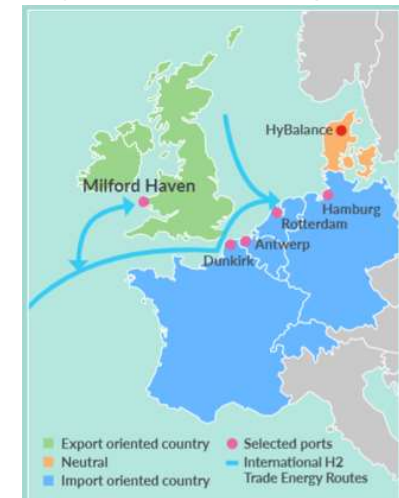 HyBalance
Milford Haven
Hamburg
Rotterdam
Antwerp
Dunkirk
Export oriented country
Neutral
Import oriented country
Selected ports
International H2
Trade Energy Routes